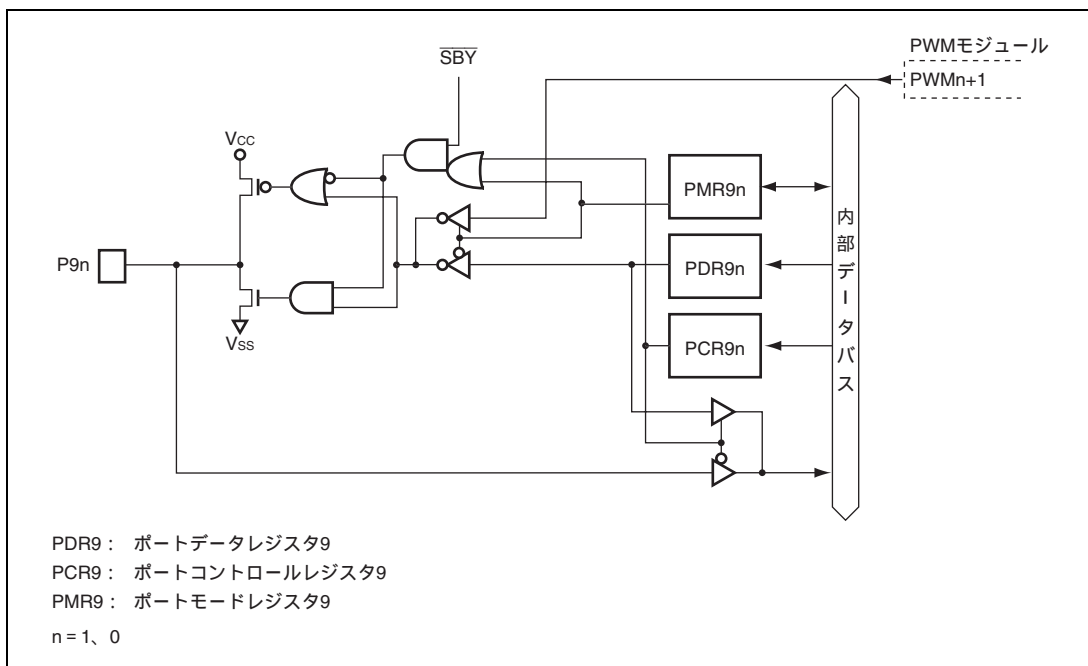 PWMモジュール
SBY
PWMn+1
VCC
PMR9n
内部データバス
P9n
PDR9n
VSS
PCR9n
PDR9： ポートデータレジスタ9
PCR9： ポートコントロールレジスタ9
PMR9： ポートモードレジスタ9
n = 1、0